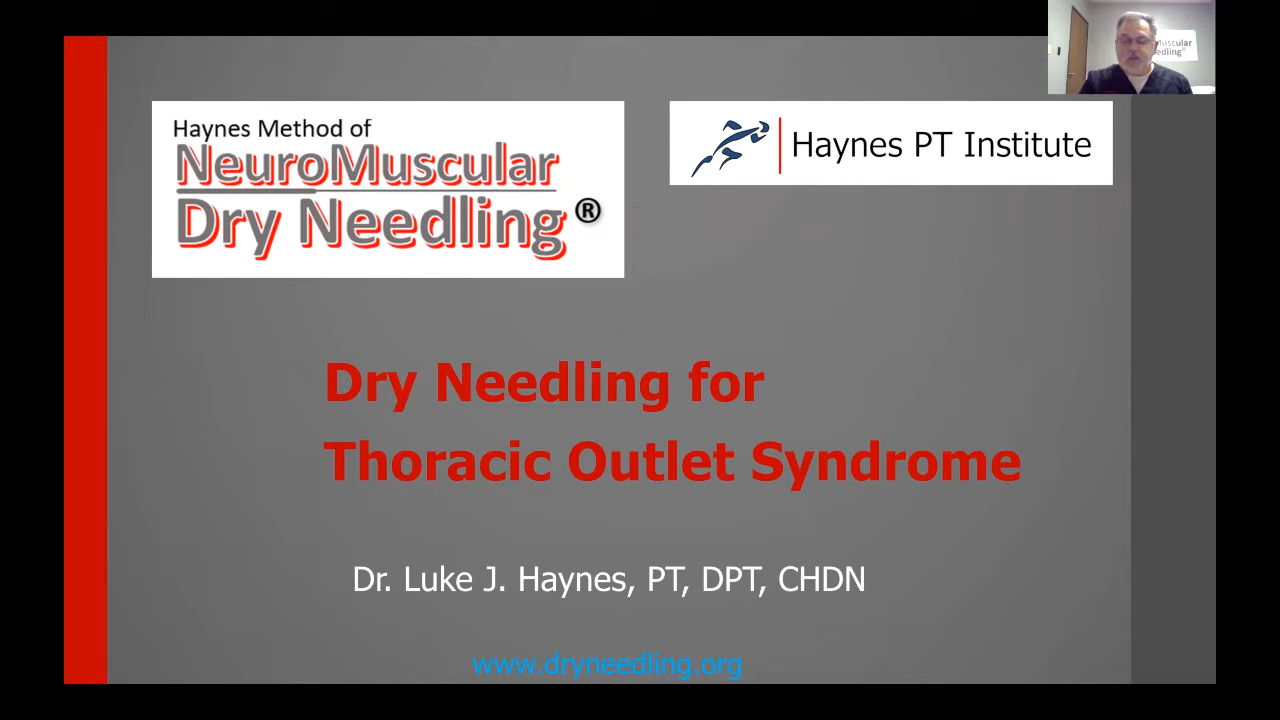 Haynes Method of
NeuroMuscular
Dry Needling®
Haynes PT Institute
Dry Needling for
Thoracic Outlet Syndrome
Dr. Luke J. Haynes, PT, DPT, CHDN
www.dryneedling.org